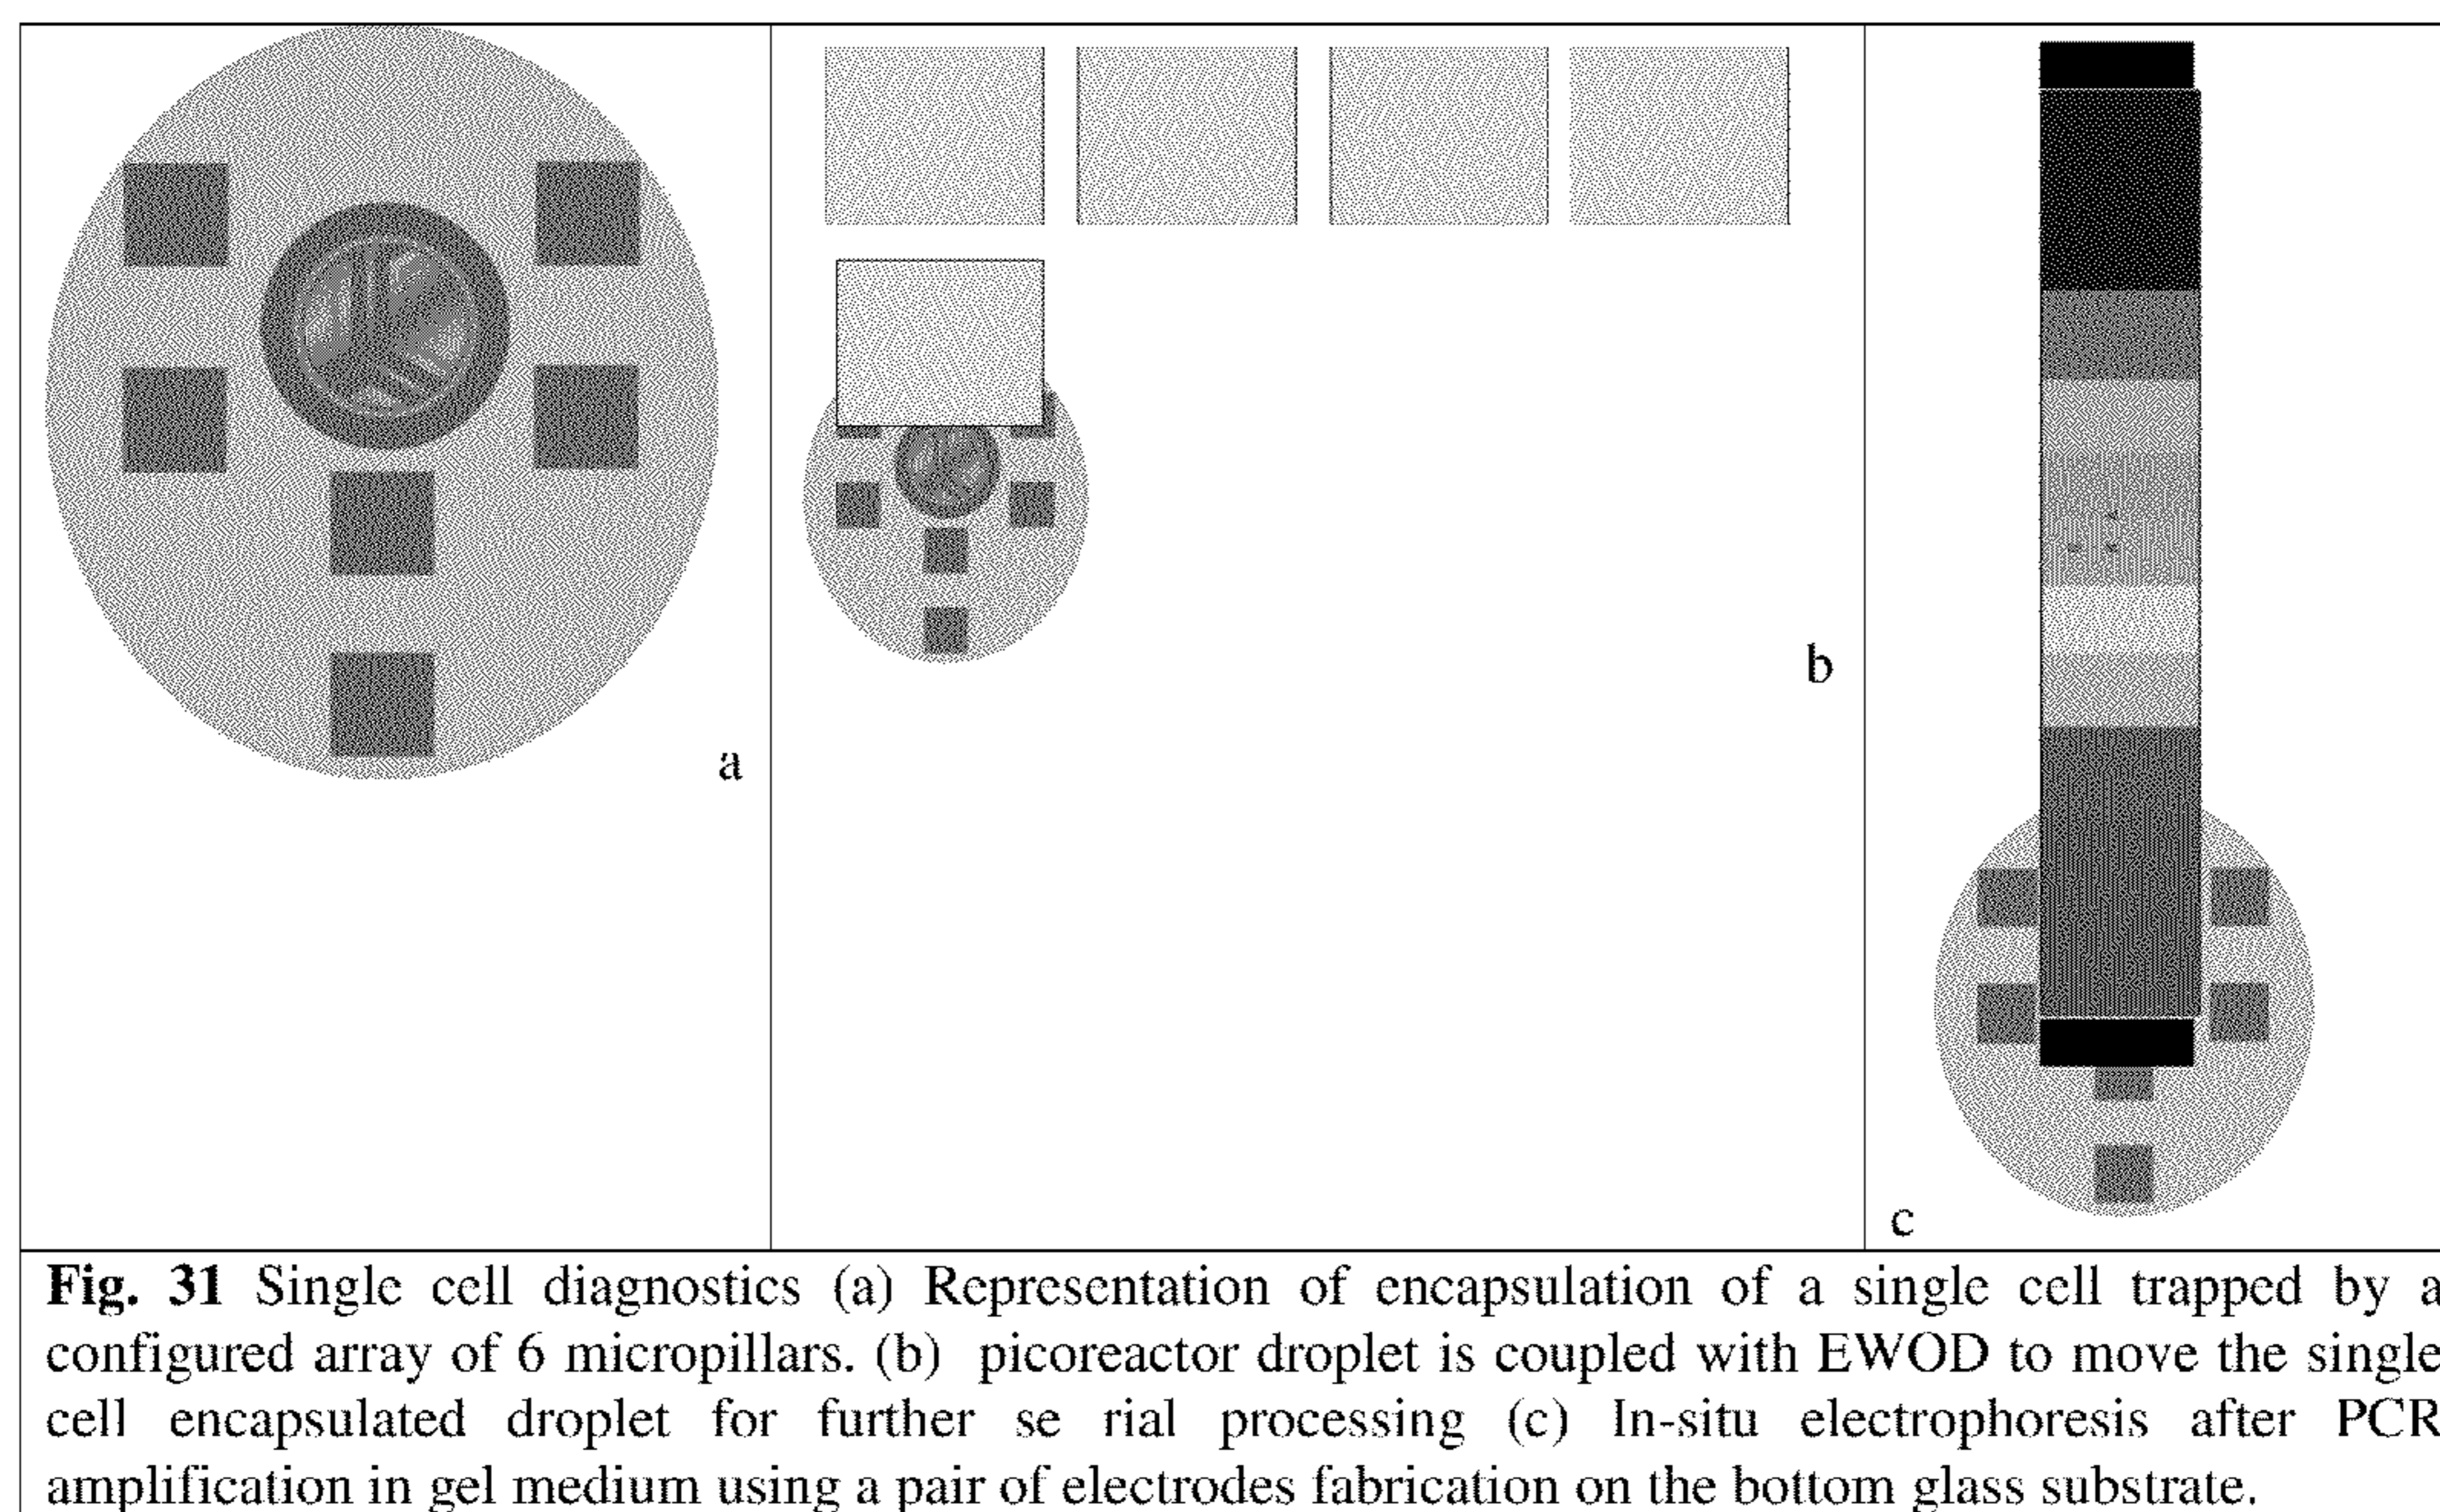 a
b
c
Fig. 31 Single cell diagnostics (a) Representation of encapsulation of a single cell trapped by a
configured array of 6 micropillars. (b) picoreactor droplet is coupled with EWOD to move the single
cell encapsulated droplet for further se rial processing (c) In-situ electrophoresis after PCR
amplification in gel medium using a pair of electrodes fabrication on the bottom glass substrate.